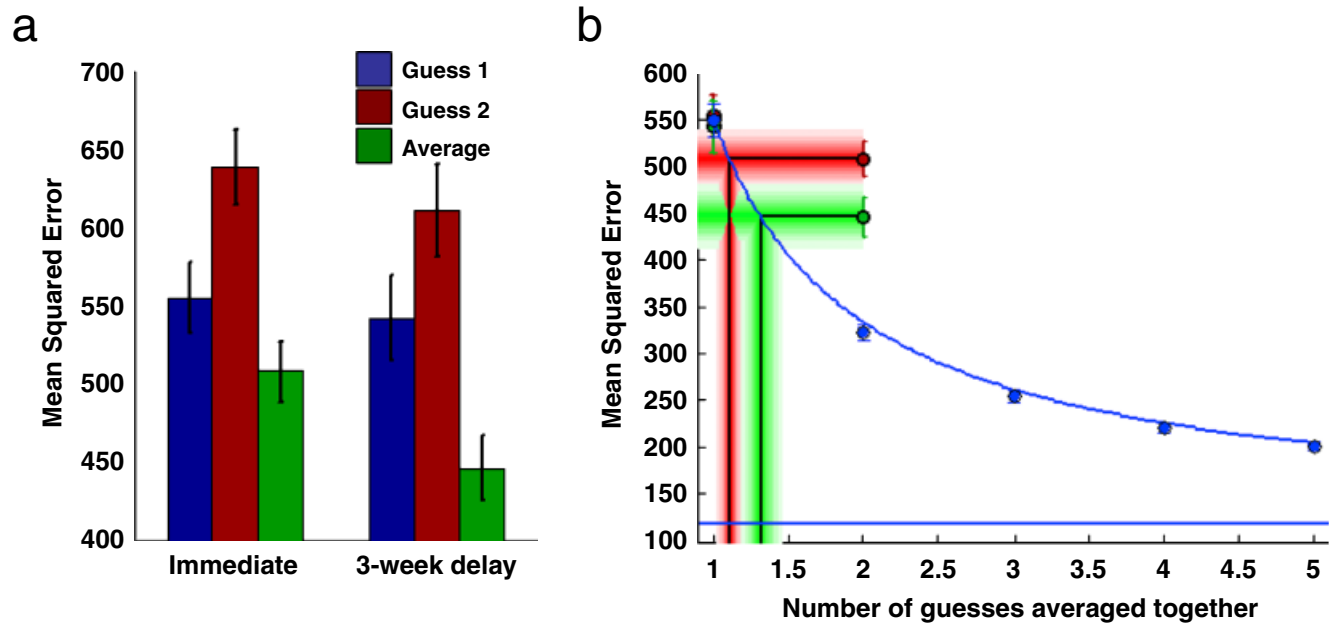 a
700
650
600
550
500
450
400
Mean Squared Error
Immediate
3-week delay
Guess 1
Guess 2
Average
b
600
550
500
450
400
350
300
250
200
150
100
Mean Squared Error
1 1.5 2 2.5 3 3.5 4 4.5 5
Number of guesses averaged together